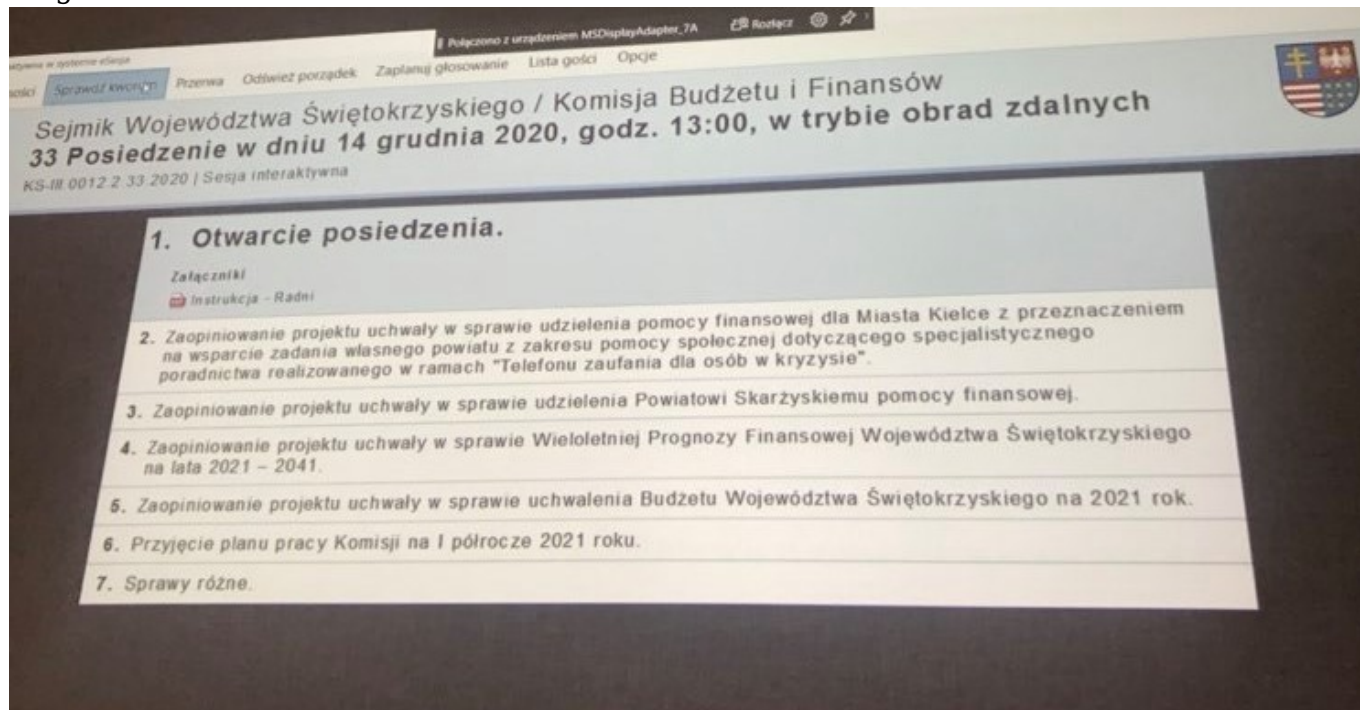 Połączono z urządzeniem MSDisplayAdapter_7A Rozłącz
w systemie eSesja
Sprawdź kworum Przerwa Odśwież porządek Zaplanuj głosowanie Lista gości Opcje
Sejmik Województwa Świętokrzyskiego / Komisja Budżetu i Finansów
33 Posiedzenie w dniu 14 grudnia 2020, godz. 13:00, w trybie obrad zdalnych
KS-III.0012.2.33.2020 | Sesja interaktywna
1. Otwarcie posiedzenia.
Załączniki
Instrukcja - Radni
2. Zaopiniowanie projektu uchwały w sprawie udzielenia pomocy finansowej dla Miasta Kielce z przeznaczeniem
na wsparcie zadania własnego powiatu z zakresu pomocy społecznej dotyczącego specjalistycznego
poradnictwa realizowanego w ramach "Telefonu zaufania dla osób w kryzysie".
3. Zaopiniowanie projektu uchwały w sprawie udzielenia Powiatowi Skarżyskiemu pomocy finansowej.
4. Zaopiniowanie projektu uchwały w sprawie Wieloletniej Prognozy Finansowej Województwa Świętokrzyskiego
na lata 2021 – 2041.
5. Zaopiniowanie projektu uchwały w sprawie uchwalenia Budżetu Województwa Świętokrzyskiego na 2021 rok.
6. Przyjęcie planu pracy Komisji na I półrocze 2021 roku.
7. Sprawy różne.